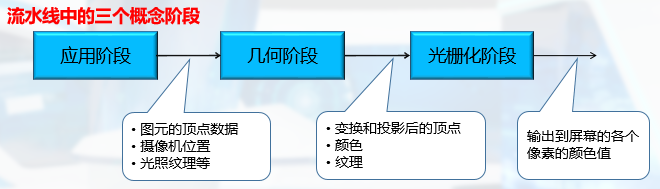 流水线中的三个概念阶段
应用阶段
几何阶段
光栅化阶段
• 图元的顶点数据
• 摄像机位置
• 光照纹理等
• 变换和投影后的顶点
• 颜色
• 纹理
输出到屏幕的各个
像素的颜色值